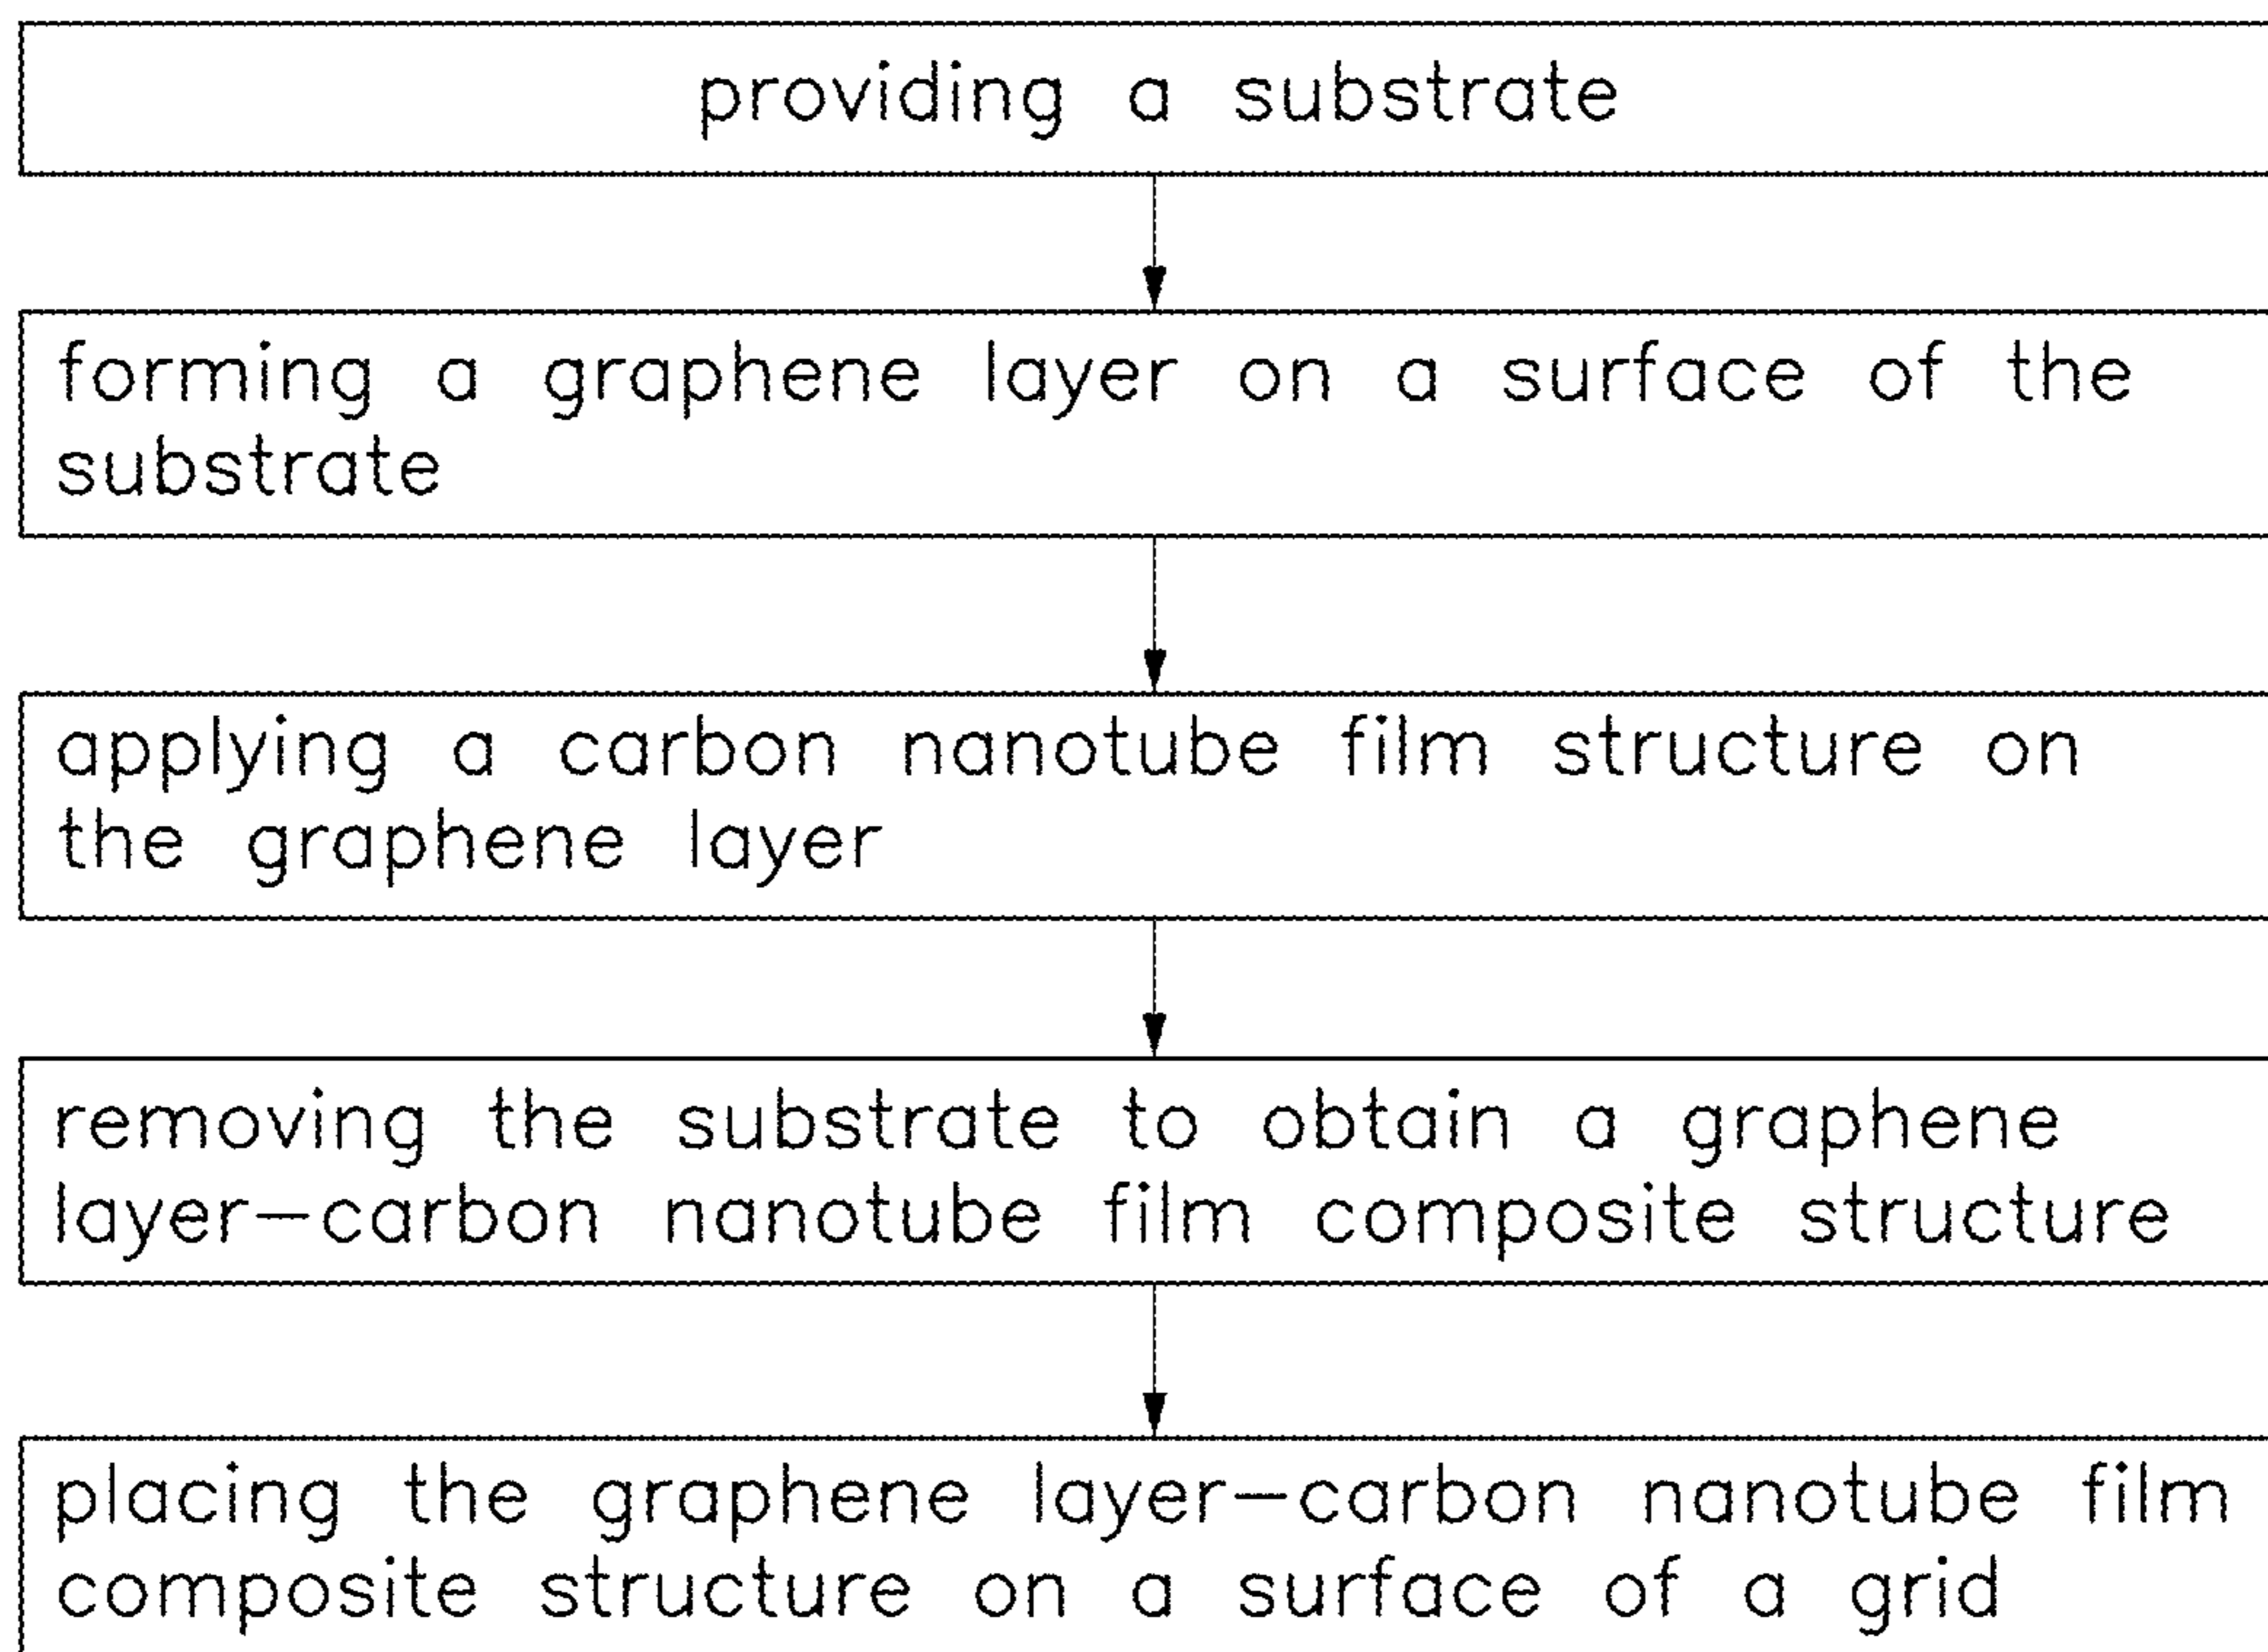 providing a substrate
forming a graphene layer on a surface of the
substrate
applying a carbon nanotube film structure on
the graphene layer
removing the substrate to obtain a graphene
layer–carbon nanotube film composite structure
placing the graphene layer–carbon nanotube film
composite structure on a surface of a grid